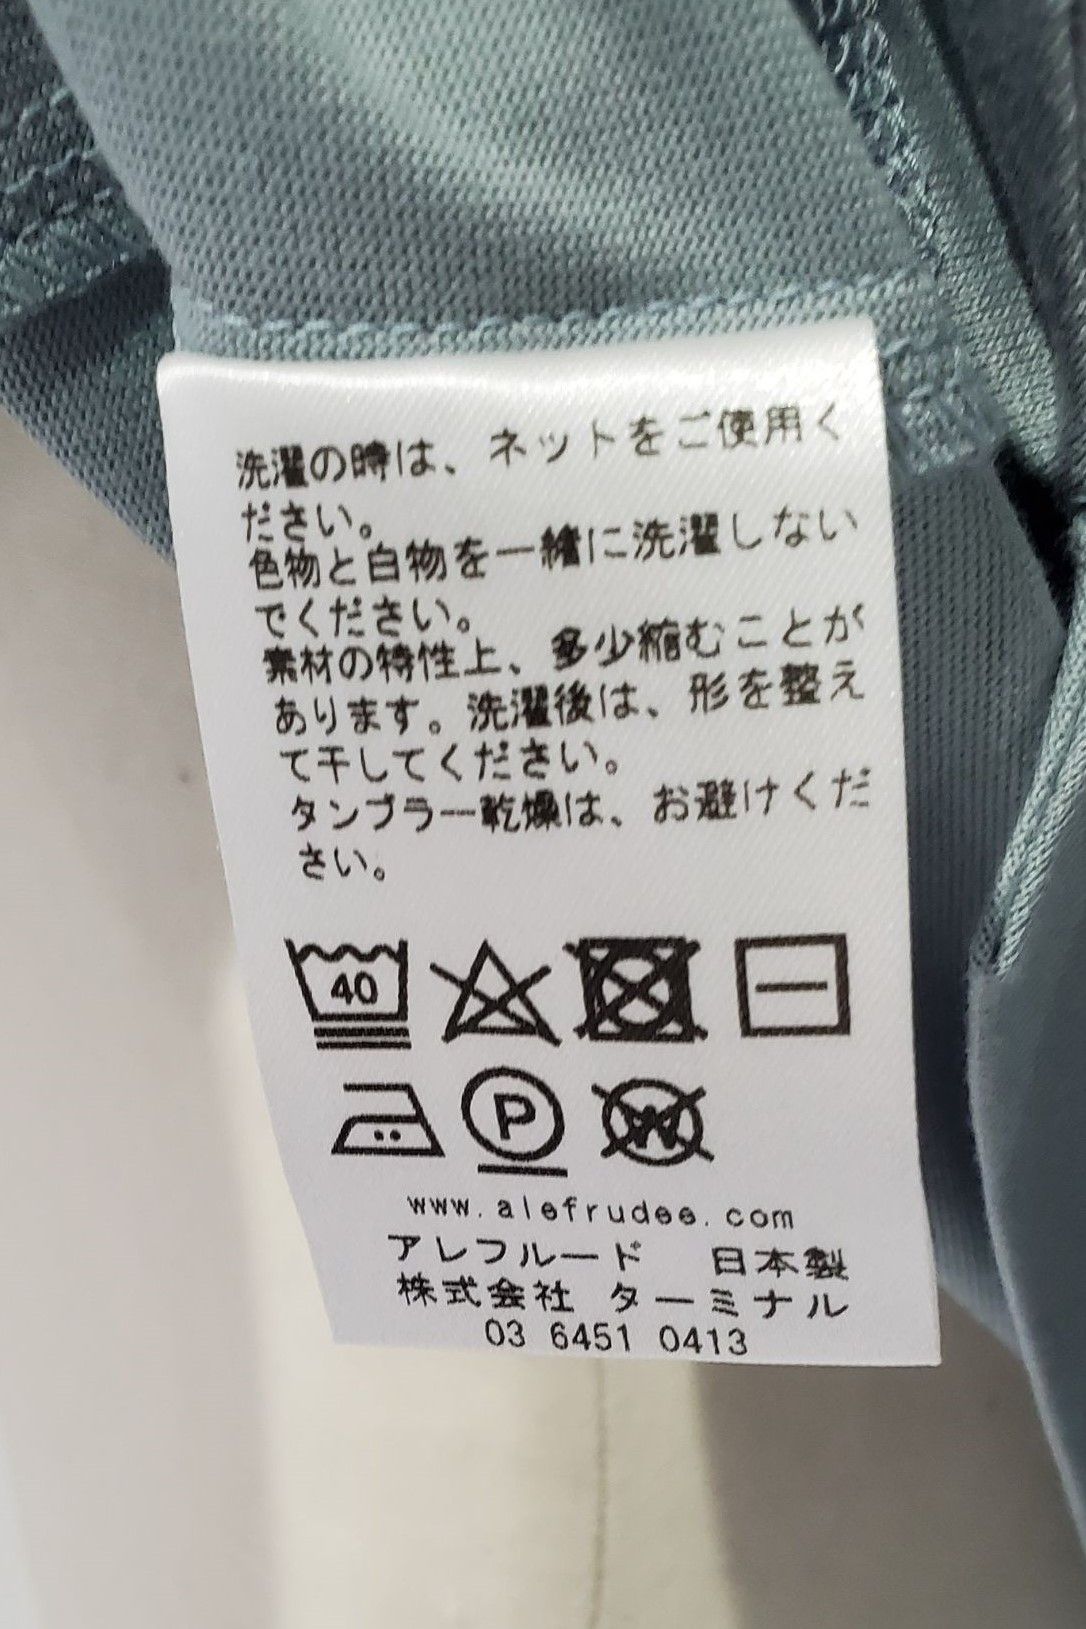 洗濯の時は、ネットをご使用く
ださい。
色物と白物を一緒に洗濯しない
でください。
素材の特性上、多少縮むことが
あります。洗濯後は、形を整え
て干してください。
タンブラー乾燥は、お避けくだ
さい。
40
P W
www.alefrudee.com
アレフルード 日本製
株式会社 ターミナル
03 6451 0413